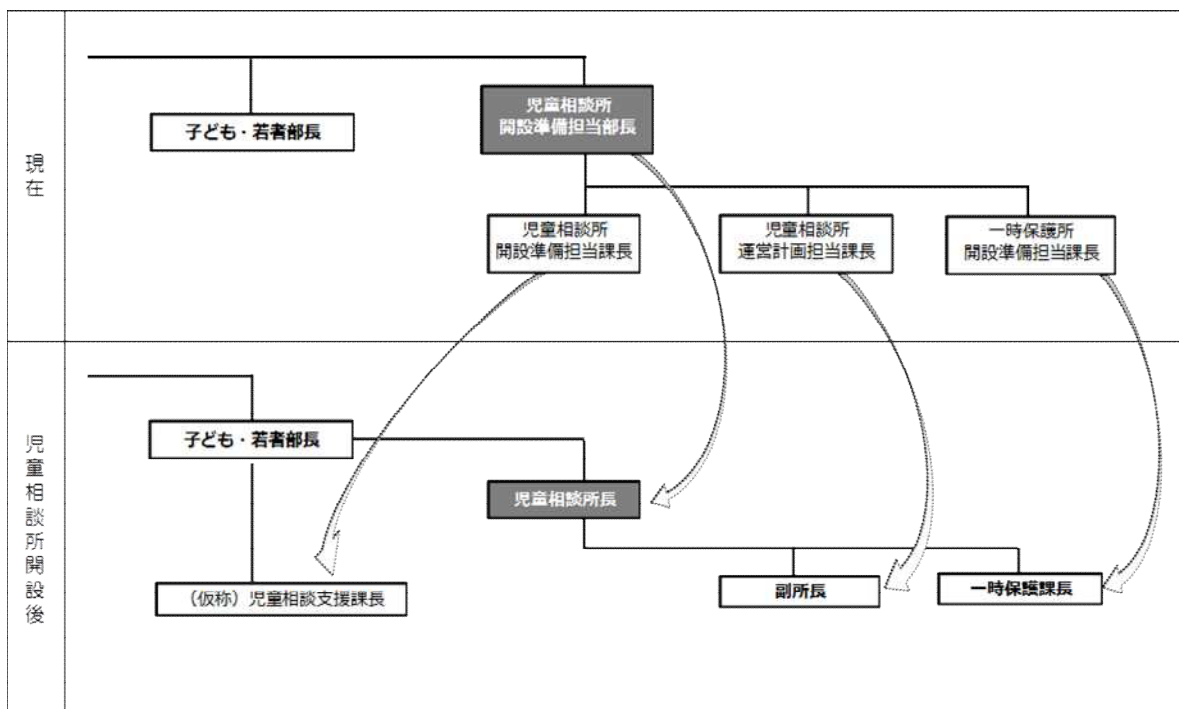 現在
子ども・若者部長
児童相談所
開設準備担当部長
児童相談所
開設準備担当課長
児童相談所
運営計画担当課長
一時保護所
開設準備担当課長
児童相談所開設後
子ども・若者部長
児童相談所長
（仮称）児童相談支援課長
副所長
一時保護課長